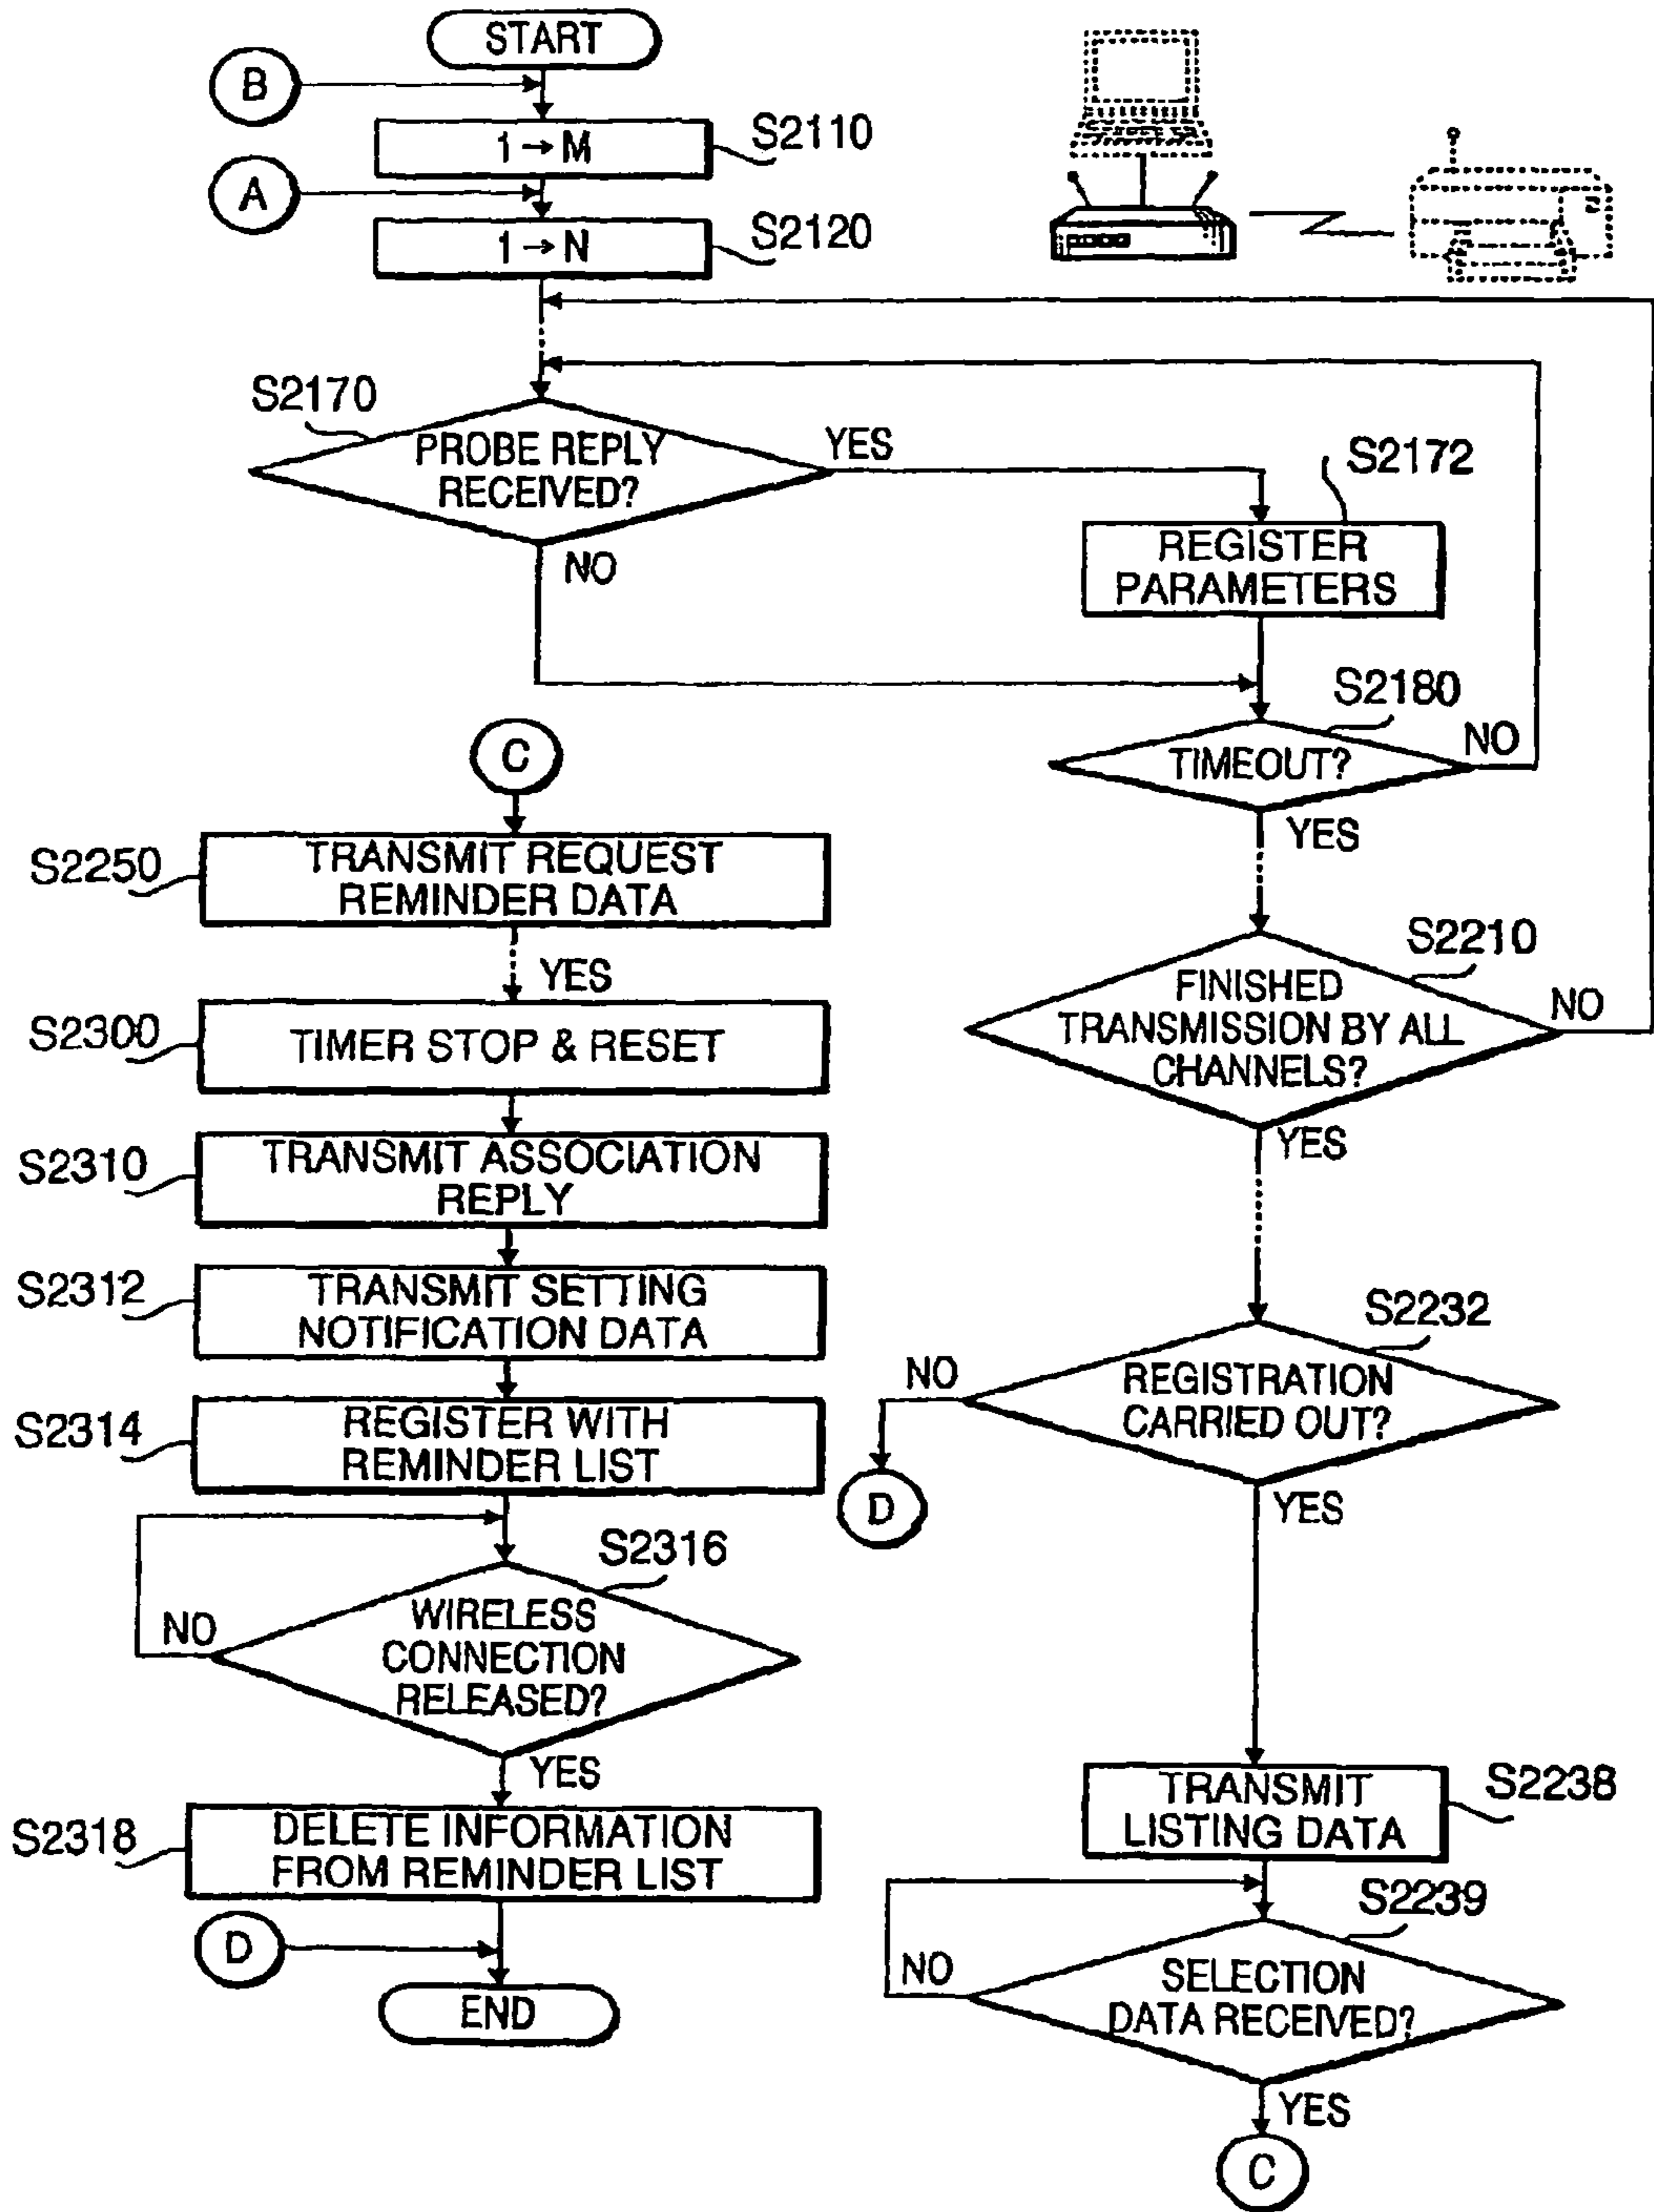 START
B
1→M
S2110
A
1→N
S2120
S2170
PROBE REPLY
RECEIVED?
YES
NO
S2172
REGISTER
PARAMETERS
S2180
TIMEOUT?
NO
YES
S2210
FINISHED
TRANSMISSION BY ALL
CHANNELS?
NO
YES
S2232
REGISTRATION
CARRIED OUT?
NO
D
YES
S2238
TRANSMIT
LISTING DATA
S2239
SELECTION
DATA RECEIVED?
NO
YES
C
C
S2250
TRANSMIT REQUEST
REMINDER DATA
YES
S2300
TIMER STOP & RESET
S2310
TRANSMIT ASSOCIATION
REPLY
S2312
TRANSMIT SETTING
NOTIFICATION DATA
S2314
REGISTER WITH
REMINDER LIST
S2316
WIRELESS
CONNECTION
RELEASED?
NO
YES
S2318
DELETE INFORMATION
FROM REMINDER LIST
D
END